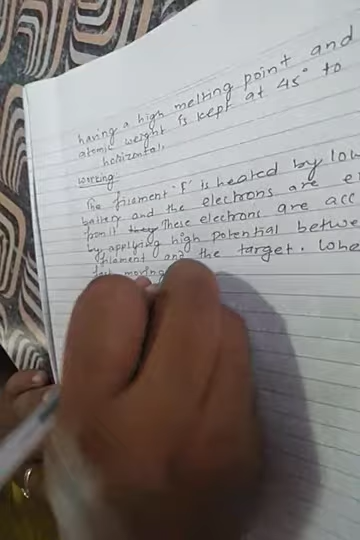 having a high melting point and
atomic weight is kept at 45° to
horizontal.
Working:
The filament 'F' is heated by low
battery and the electrons are
from it they These electrons are acc
by applying high potential betwe
filament and the target. Whe
fast moving